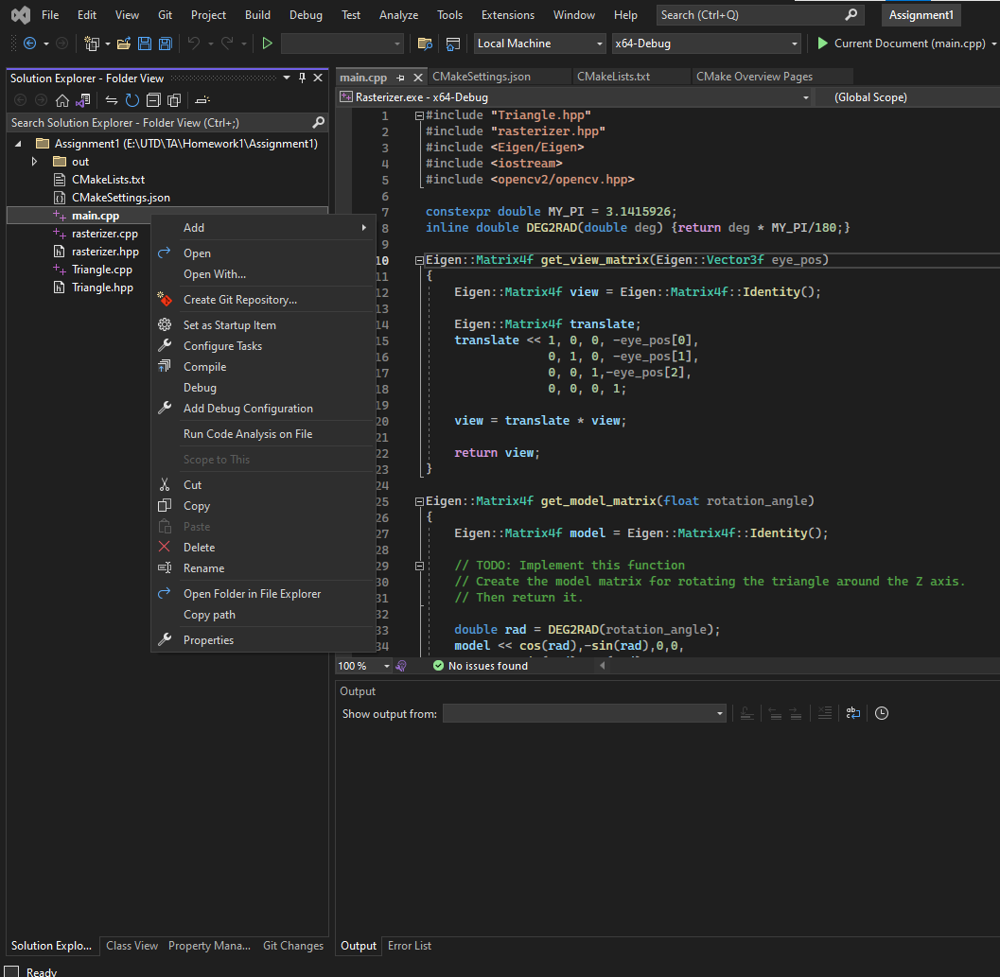 File Edit View Git Project Build Debug Test Analyze Tools Extensions Window Help Search (Ctrl+Q) Assignment1
Local Machine x64-Debug Current Document (main.cpp)
Solution Explorer - Folder View
Search Solution Explorer - Folder View (Ctrl+;)
Assignment1 (E:\UTD\TA\Homework1\Assignment1)
out
CMakeLists.txt
CMakeSettings.json
main.cpp
rasterizer.cpp
rasterizer.hpp
Triangle.cpp
Triangle.hpp
Add
Open
Open With...
Create Git Repository...
Set as Startup Item
Configure Tasks
Compile
Debug
Add Debug Configuration
Run Code Analysis on File
Scope to This
Cut
Copy
Paste
Delete
Rename
Open Folder in File Explorer
Copy path
Properties
main.cpp CMakeSettings.json CMakeLists.txt CMake Overview Pages
Rasterizer.exe - x64-Debug (Global Scope)
1 #include "Triangle.hpp"
2 #include "rasterizer.hpp"
3 #include <Eigen/Eigen>
4 #include <iostream>
5 #include <opencv2/opencv.hpp>
6
7 constexpr double MY_PI = 3.1415926;
8 inline double DEG2RAD(double deg) {return deg * MY_PI/180;}
9
10 Eigen::Matrix4f get_view_matrix(Eigen::Vector3f eye_pos)
11 {
12 Eigen::Matrix4f view = Eigen::Matrix4f::Identity();
13
14 Eigen::Matrix4f translate;
15 translate << 1, 0, 0, -eye_pos[0],
16 0, 1, 0, -eye_pos[1],
17 0, 0, 1,-eye_pos[2],
18 0, 0, 0, 1;
19
20 view = translate * view;
21
22 return view;
23 }
24
25 Eigen::Matrix4f get_model_matrix(float rotation_angle)
26 {
27 Eigen::Matrix4f model = Eigen::Matrix4f::Identity();
28
29 // TODO: Implement this function
30 // Create the model matrix for rotating the triangle around the Z axis.
31 // Then return it.
32
33 double rad = DEG2RAD(rotation_angle);
34 model << cos(rad),-sin(rad),0,0,
100 % No issues found
Output
Show output from:
Solution Explo... Class View Property Mana... Git Changes
Output Error List
Ready